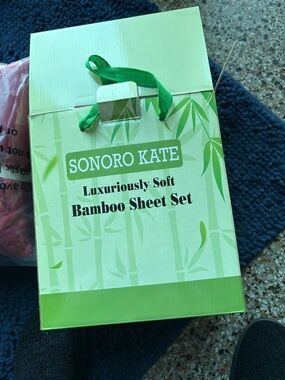 SONORO KATE
Luxuriously Soft
Bamboo Sheet Set